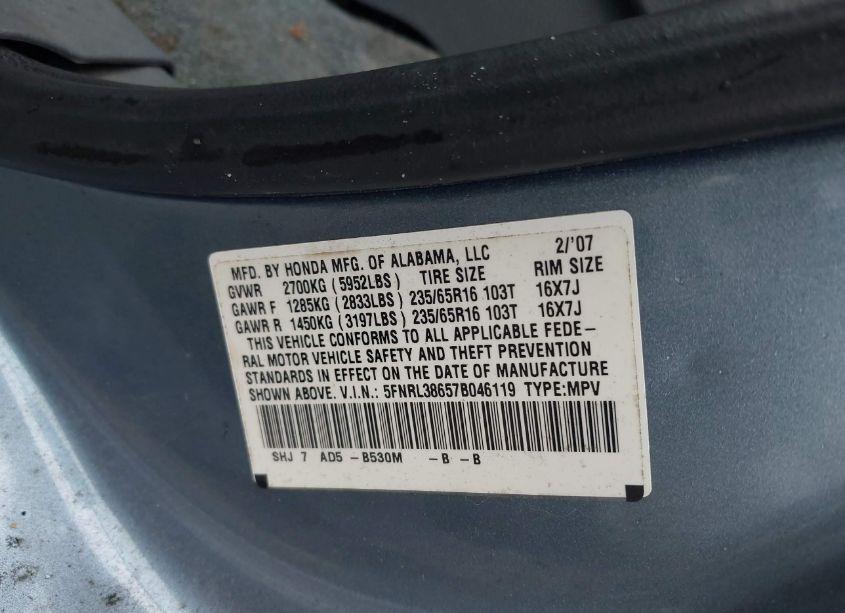 MFD. BY HONDA MFG. OF ALABAMA, LLC 2/'07
GVWR 2700KG (5952LBS) TIRE SIZE RIM SIZE
GAWR F 1285KG (2833LBS) 235/65R16 103T 16X7J
GAWR R 1450KG (3197LBS) 235/65R16 103T 16X7J
THIS VEHICLE CONFORMS TO ALL APPLICABLE FEDE-
RAL MOTOR VEHICLE SAFETY AND THEFT PREVENTION
STANDARDS IN EFFECT ON THE DATE OF MANUFACTURE
SHOWN ABOVE. V.I.N.: 5FNRL38657B046119 TYPE:MPV
SHJ 7 AD5 -B530M -B -B